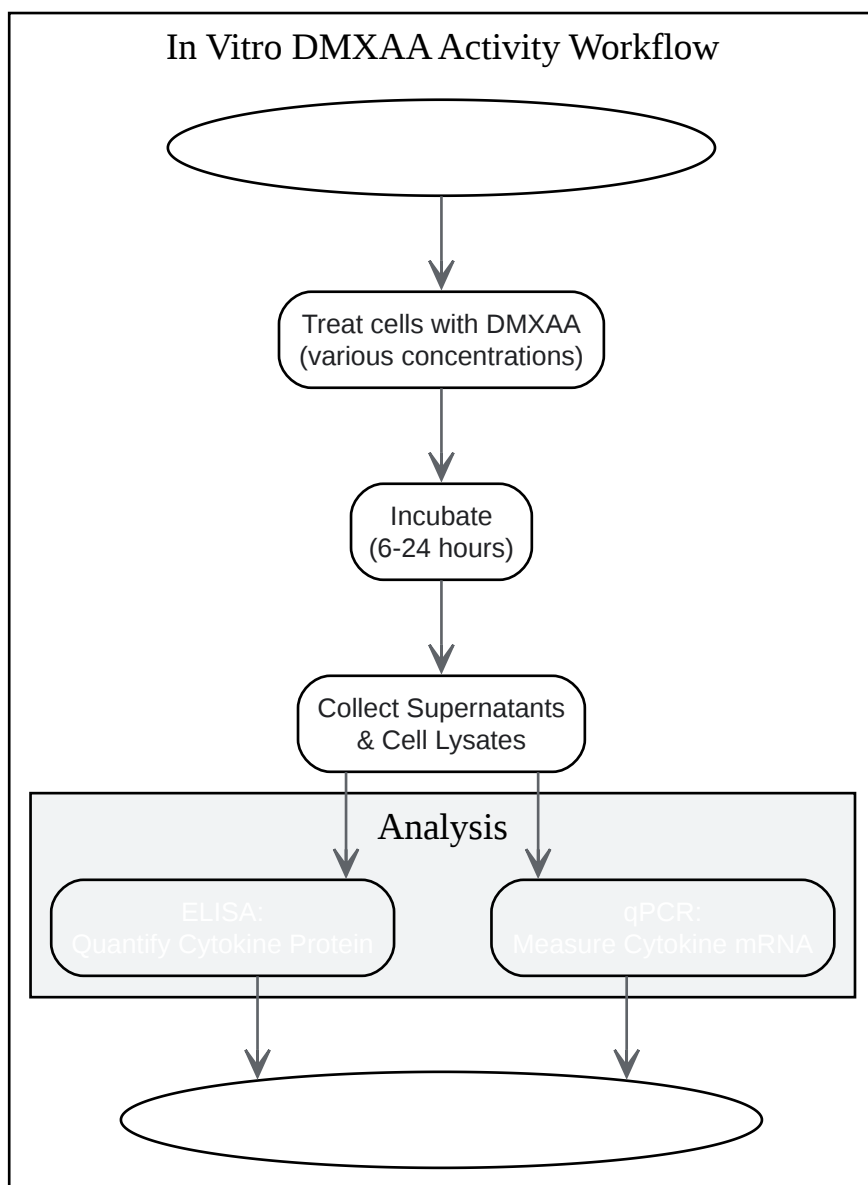 In Vitro DMXAA Activity Workflow
Treat cells with DMXAA
(various concentrations)
Incubate
(6-24 hours)
Collect Supernatants
& Cell Lysates
Analysis
ELISA:
Quantify Cytokine Protein
qPCR:
Measure Cytokine mRNA